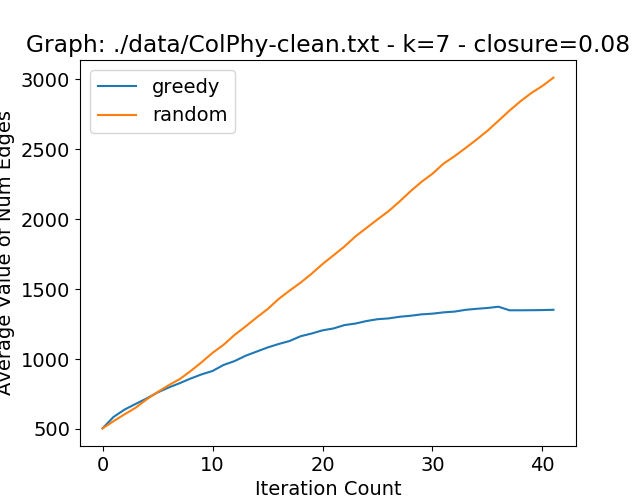 Graph: ./data/ColPhy-clean.txt - k=7 - closure=0.08
greedy
random
Average Value of Num Edges
3000
2500
2000
1500
1000
500
0
10
20
30
40
Iteration Count